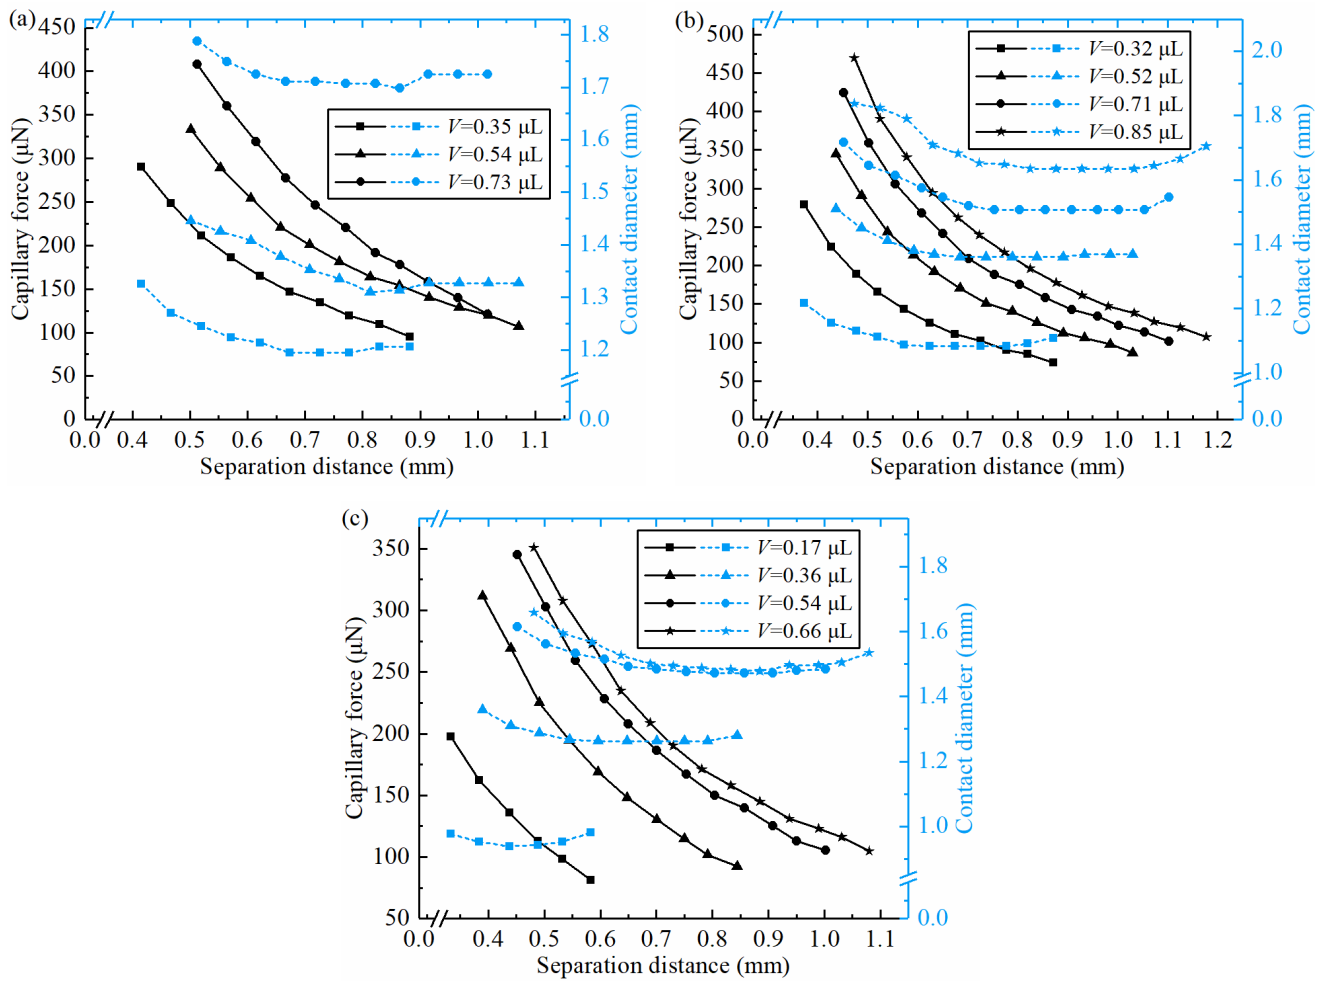 (a)
450
400
350
300
250
200
150
100
50
0
Capillary force (μN)
0.0 0.4 0.5 0.6 0.7 0.8 0.9 1.0 1.1
Separation distance (mm)
1.8
1.7
1.6
1.5
1.4
1.3
1.2
0.0
Contact diameter (mm)
V=0.35 μL
V=0.54 μL
V=0.73 μL
(b)
500
450
400
350
300
250
200
150
100
50
0
Capillary force (μN)
0.0 0.4 0.5 0.6 0.7 0.8 0.9 1.0 1.1 1.2
Separation distance (mm)
2.0
1.8
1.6
1.4
1.2
1.0
0.0
Contact diameter (mm)
V=0.32 μL
V=0.52 μL
V=0.71 μL
V=0.85 μL
(c)
350
300
250
200
150
100
50
Capillary force (μN)
0.0 0.4 0.5 0.6 0.7 0.8 0.9 1.0 1.1
Separation distance (mm)
1.8
1.6
1.4
1.2
1.0
0.0
Contact diameter (mm)
V=0.17 μL
V=0.36 μL
V=0.54 μL
V=0.66 μL